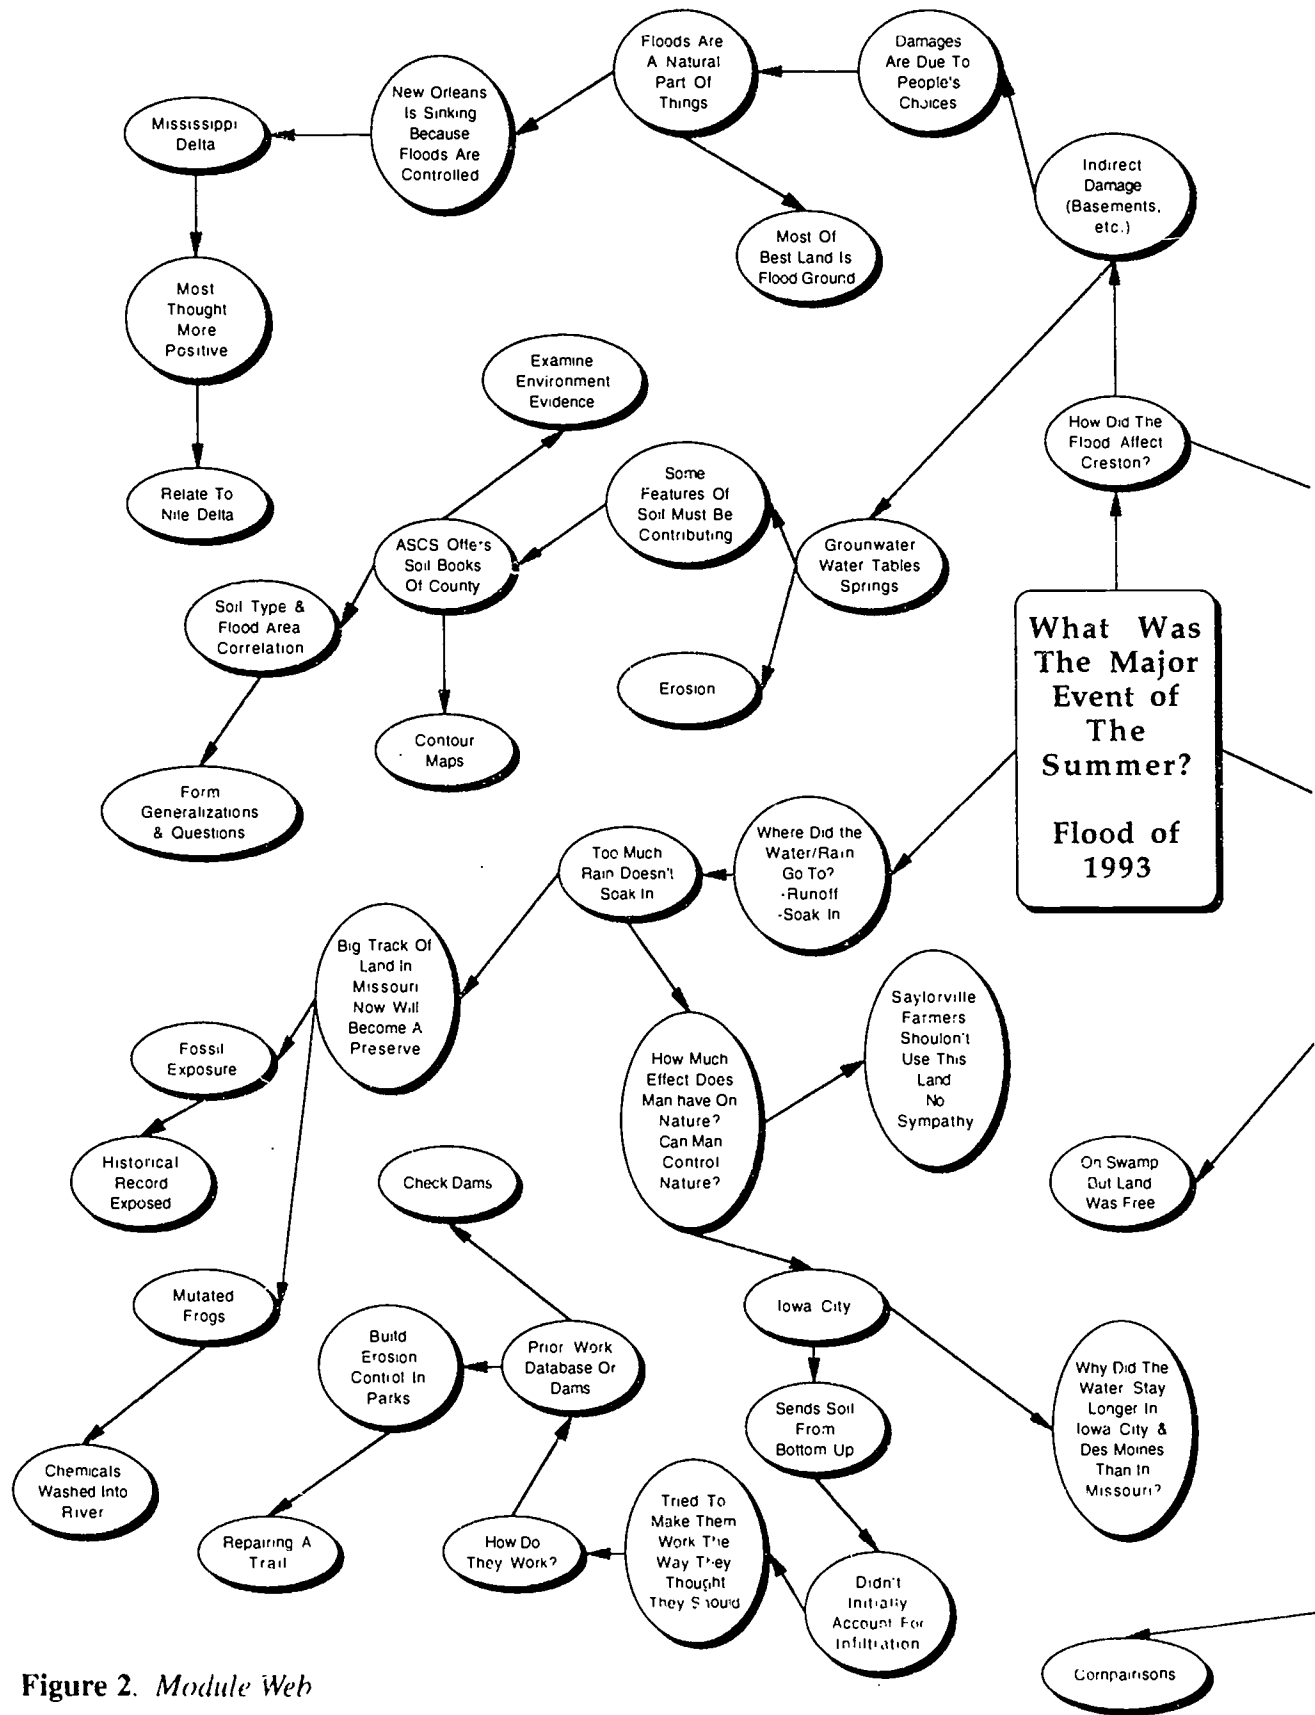 Floods Are
A Natural
Part Of
Things
Damages
Are Due To
People's
Choices
New Orleans
Is Sinking
Because
Floods Are
Controlled
Mississippi
Delta
Indirect
Damage
(Basements,
etc.)
Most Of
Best Land Is
Flood Ground
Most
Thought
More
Positive
Examine
Environment
Evidence
How Did The
Flood Affect
Creston?
Relate To
Nile Delta
Some
Features Of
Soil Must Be
Contributing
ASCS Offers
Soil Books
Of County
Grounwater
Water Tables
Springs
Soil Type &
Flood Area
Correlation
What Was
The Major
Event of
The
Summer?
Flood of
1993
Erosion
Contour
Maps
Form
Generalizations
& Questions
Where Did the
Water/Rain
Go To?
-Runoff
-Soak In
Too Much
Rain Doesn't
Soak In
Big Track Of
Land In
Missouri
Now Will
Become A
Preserve
Saylorville
Farmers
Shouldn't
Use This
Land
No
Sympathy
Fossil
Exposure
How Much
Effect Does
Man have On
Nature?
Can Man
Control
Nature?
Historical
Record
Exposed
Check Dams
On Swamp
But Land
Was Free
Mutated
Frogs
Iowa City
Build
Erosion
Control In
Parks
Prior Work
Database Or
Dams
Why Did The
Water Stay
Longer In
Iowa City &
Des Moines
Than In
Missouri?
Sends Soil
From
Bottom Up
Chemicals
Washed Into
River
Repairing A
Trail
How Do
They Work?
Tried To
Make Them
Work The
Way They
Thought
They Should
Didn't
Initially
Account For
Infiltration
Comparisons
Figure 2. Module Web